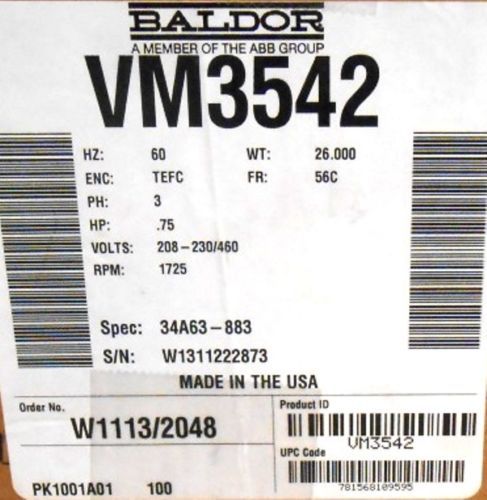 BALDOR
A MEMBER OF THE ABB GROUP
VM3542
HZ: 60 WT: 26.000
ENC: TEFC FR: 56C
PH: 3
HP: .75
VOLTS: 208-230/460
RPM: 1725
Spec: 34A63-883
S/N: W1311222873
MADE IN THE USA
Order No. Product ID
W1113/2048
VM3542
UPC Code
781568109595
PK1001A01 100